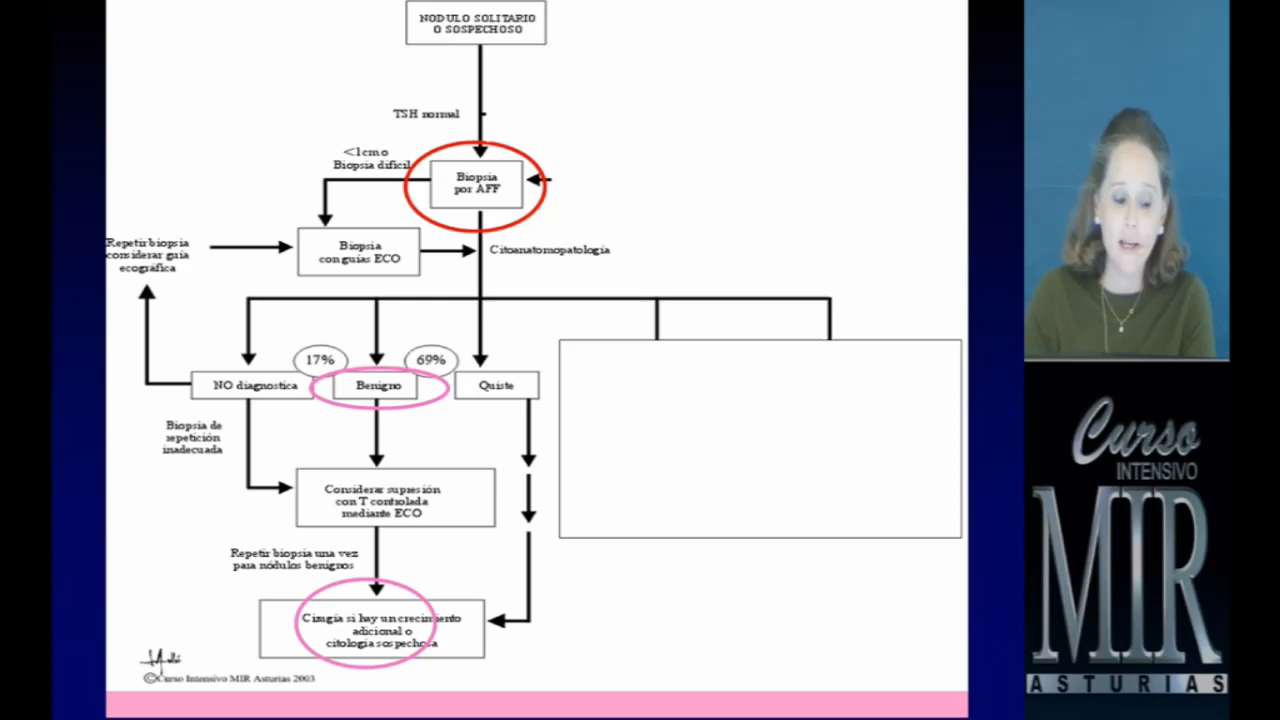 NODULO SOLITARIO
O SOSPECHOSO
TSH normal
<1cm o
Biopsia dificil
Biopsia
por AFF
Repetir biopsia
considerar guia
ecográfica
Biopsia
con guías ECO
Citoanatomopatología
17%
69%
NO diagnostica
Benigno
Quiste
Biopsia de
repetición
inadecuada
Considerar supresión
con T controlada
mediante ECO
Repetir biopsia una vez
para nódulos benignos
Cirugía si hay un crecimiento
adicional o
citología sospechosa
©Curso Intensivo MIR Asturias 2003
Curso
INTENSIVO
MIR
ASTURIAS